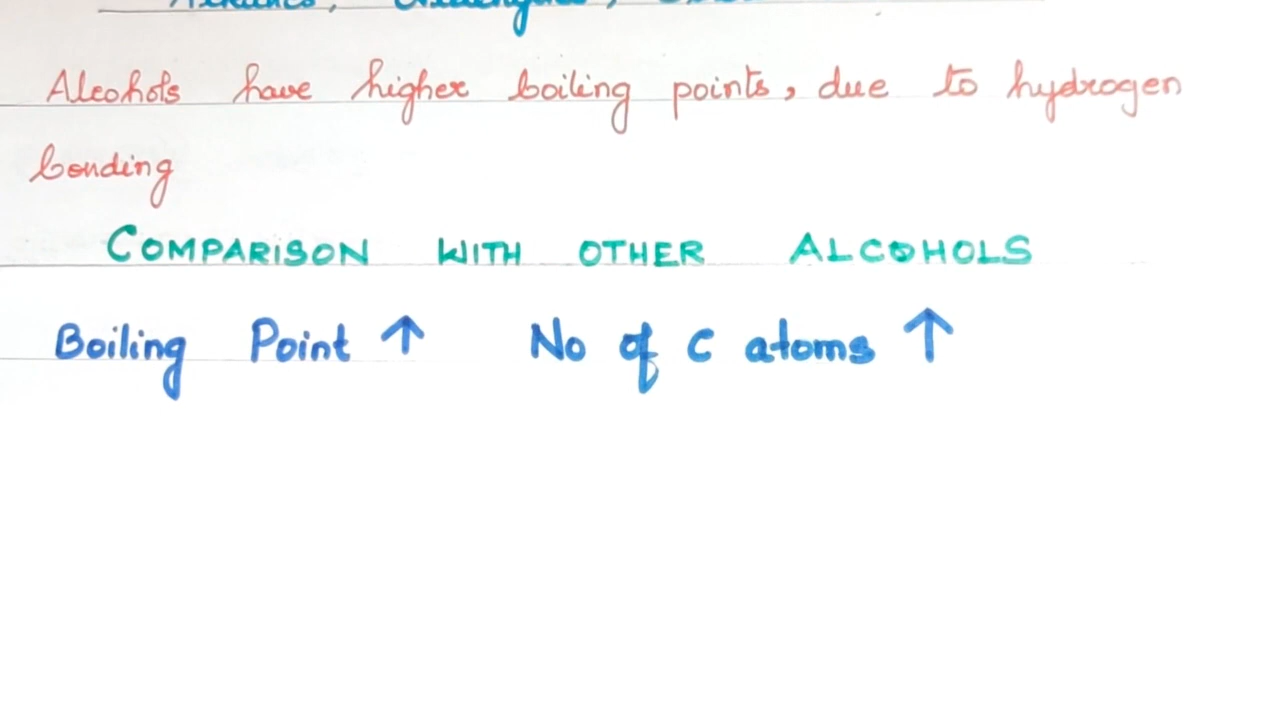 Alcohols have higher boiling points, due to hydrogen
bonding
COMPARISON WITH OTHER ALCOHOLS
Boiling Point ↑ No of C atoms ↑